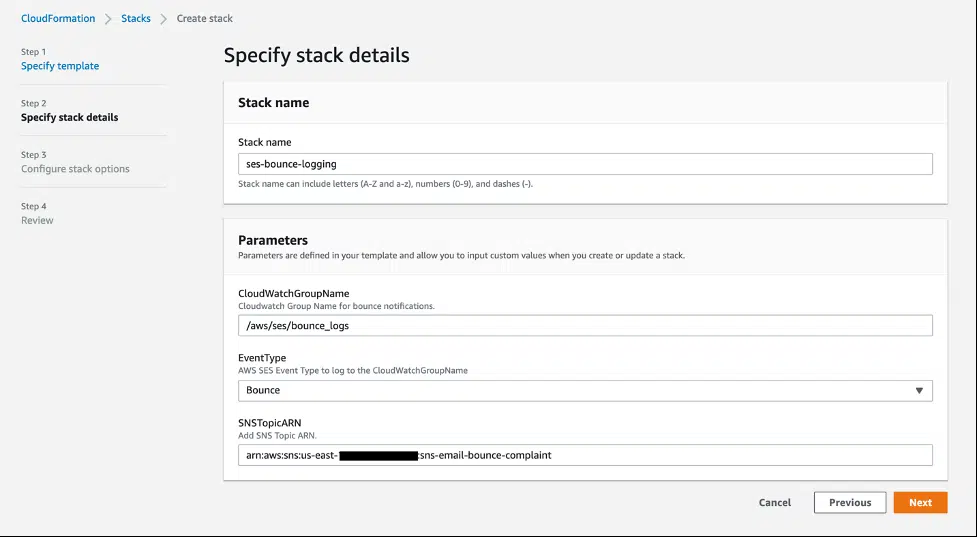 CloudFormation > Stacks > Create stack
Step 1
Specify template
Step 2
Specify stack details
Step 3
Configure stack options
Step 4
Review
Specify stack details
Stack name
Stack name
ses-bounce-logging
Stack name can include letters (A-Z and a-z), numbers (0-9), and dashes (-).
Parameters
Parameters are defined in your template and allow you to input custom values when you create or update a stack.
CloudWatchGroupName
Cloudwatch Group Name for bounce notifications.
/aws/ses/bounce_logs
EventType
AWS SES Event Type to log to the CloudWatchGroupName
Bounce
SNSTopicARN
Add SNS Topic ARN.
arn:aws:sns:us-east- :sns-email-bounce-complaint
Cancel Previous Next